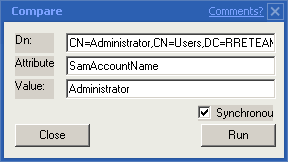 Compare Comments?
Dn: CN=Administrator,CN=Users,DC=RRETEAM
Attribute SamAccountName
Value: Administrator
Synchronou
Close Run